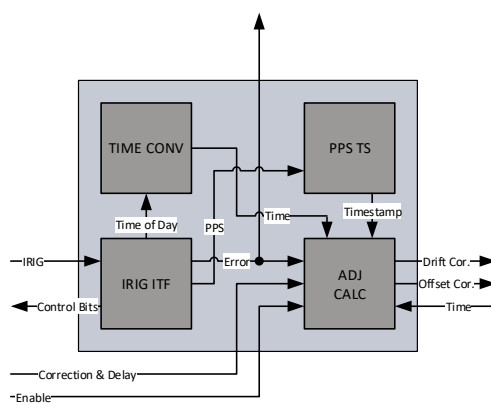 TIME CONV
PPS TS
Time of Day
PPS
Time
Timestamp
IRIG
IRIG ITF
Error
ADJ
CALC
Drift Cor.
Offset Cor.
Control Bits
Time
Correction & Delay
Enable